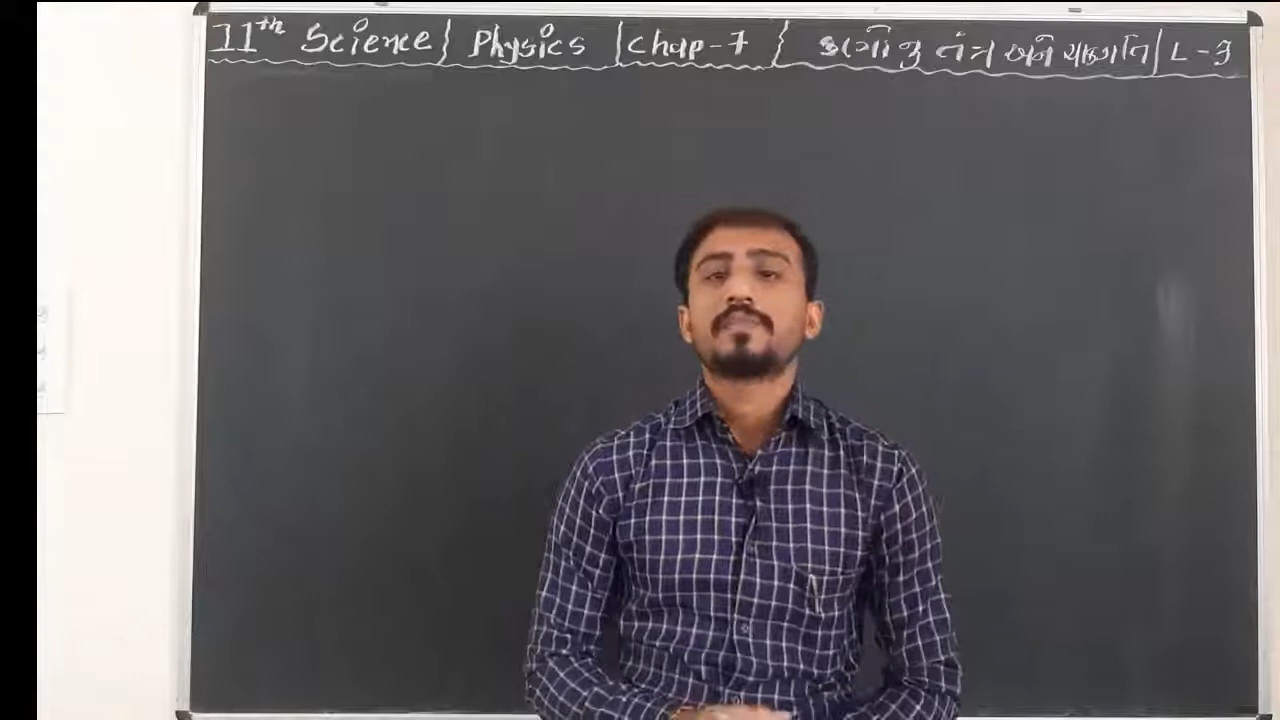 11th Science } Physics | Chap-7 } કણોનું તંત્ર અને ચાકગતિ | L-3